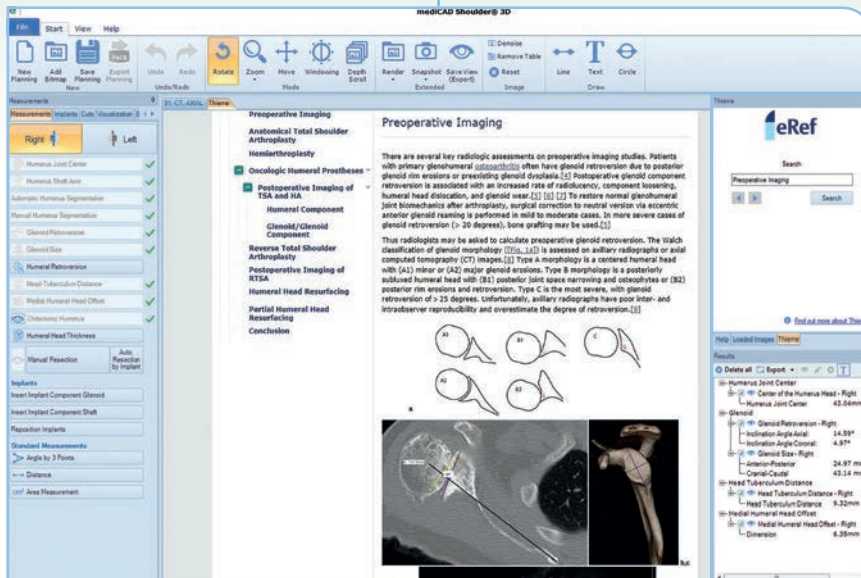 mediCAD Shoulder® 3D
File Start View Help
New Planning
Add Bitmap
Save Planning
Export Planning
Undo
Redo
Rotate
Zoom
Move
Windowing
Depth Scroll
Render
Snapshot
Save View (Export)
Denoise
Remove Table
Reset
Line
Text
Circle
New
Undo/Redo
Mode
Extended
Image
Draw
Measurements
Measurements Implants Cuts Visualization S
Right Left
Humerus Joint Center
Humerus Shaft Axis
Automatic Humerus Segmentation
Manual Humerus Segmentation
Glenoid Retroversion
Glenoid Size
Humeral Retroversion
Head-Tuberculum Distance
Medial Humeral Head Offset
Osteotomy Humerus
Humeral Head Thickness
Manual Resection
Auto Resection by Implant
Implants
Insert Implant Component Glenoid
Insert Implant Component Shaft
Reposition Implants
Standard Measurements
Angle by 3 Points
Distance
Area Measurement
CT, AXIAL Thieme
Preoperative Imaging
Anatomical Total Shoulder
Arthroplasty
Hemiarthroplasty
Oncologic Humeral Prostheses
Postoperative Imaging of
TSA and HA
Humeral Component
Glenoid/Glenoid
Component
Reverse Total Shoulder
Arthroplasty
Postoperative Imaging of
RTSA
Humeral Head Resurfacing
Partial Humeral Head
Resurfacing
Conclusion
Preoperative Imaging
There are several key radiologic assessments on preoperative imaging studies. Patients
with primary glenohumeral osteoarthritis often have glenoid retroversion due to posterior
glenoid rim erosions or preexisting glenoid dysplasia.[4] Postoperative glenoid component
retroversion is associated with an increased rate of radiolucency, component loosening,
humeral head dislocation, and glenoid wear.[5] [6] [7] To restore normal glenohumeral
joint biomechanics after arthroplasty, surgical correction to neutral version via eccentric
anterior glenoid reaming is performed in mild to moderate cases. In more severe cases of
glenoid retroversion (> 20 degrees), bone grafting may be used.[5]
Thus radiologists may be asked to calculate preoperative glenoid retroversion. The Walch
classification of glenoid morphology ([Fig. 1a]) is assessed on axillary radiographs or axial
computed tomography (CT) images.[8] Type A morphology is a centered humeral head
with (A1) minor or (A2) major glenoid erosions. Type B morphology is a posteriorly
subluxed humeral head with (B1) posterior joint space narrowing and osteophytes or (B2)
posterior rim erosions and retroversion. Type C is the most severe, with glenoid
retroversion of > 25 degrees. Unfortunately, axillary radiographs have poor inter- and
intraobserver reproducibility and overestimate the degree of retroversion.[9]
A1 B1 C
A2 B2
a
Thieme
eRef
Search
Preoperative Imaging
Search
Find out more about
Help Loaded Images Thieme
Results
Delete all Export
Humerus Joint Center
Center of the Humerus Head - Right
Humerus Joint Center 43.04mm
Glenoid
Glenoid Retroversion - Right
Inclination Angle Axial: 14.59°
Inclination Angle Coronal: 4.97°
Glenoid Size - Right
Anterior-Posterior 24.97 m
Cranial-Caudal 43.14 m
Head Tuberculum Distance
Head Tuberculum Distance - Right
Head Tuberculum Distance 9.32mm
Medial Humeral Head Offset
Medial Humeral Head Offset - Right
Dimension 6.39mm